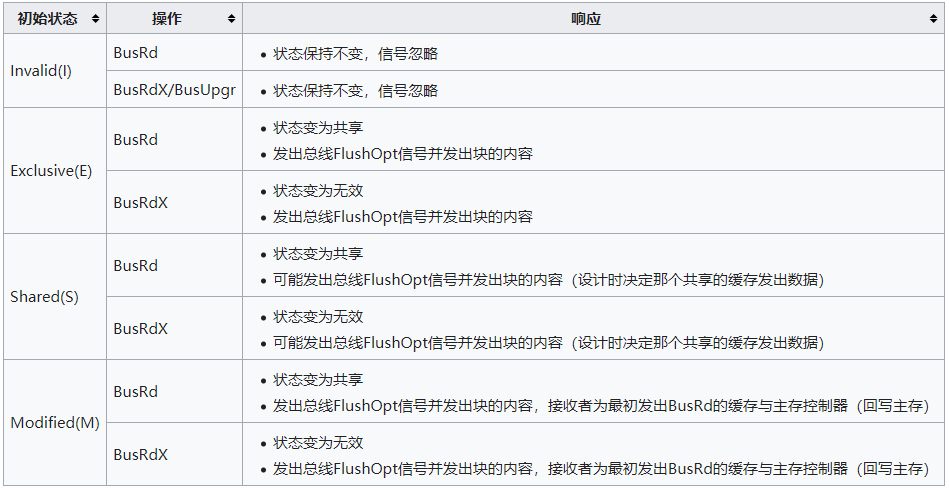 初始状态 操作 响应
Invalid(I)
BusRd
状态保持不变，信号忽略
BusRdX/BusUpgr
状态保持不变，信号忽略
Exclusive(E)
BusRd
状态变为共享
发出总线FlushOpt信号并发出块的内容
BusRdX
状态变为无效
发出总线FlushOpt信号并发出块的内容
Shared(S)
BusRd
状态变为共享
可能发出总线FlushOpt信号并发出块的内容（设计时决定那个共享的缓存发出数据）
BusRdX
状态变为无效
可能发出总线FlushOpt信号并发出块的内容（设计时决定那个共享的缓存发出数据）
Modified(M)
BusRd
状态变为共享
发出总线FlushOpt信号并发出块的内容，接收者为最初发出BusRd的缓存与主存控制器（回写主存）
BusRdX
状态变为无效
发出总线FlushOpt信号并发出块的内容，接收者为最初发出BusRd的缓存与主存控制器（回写主存）